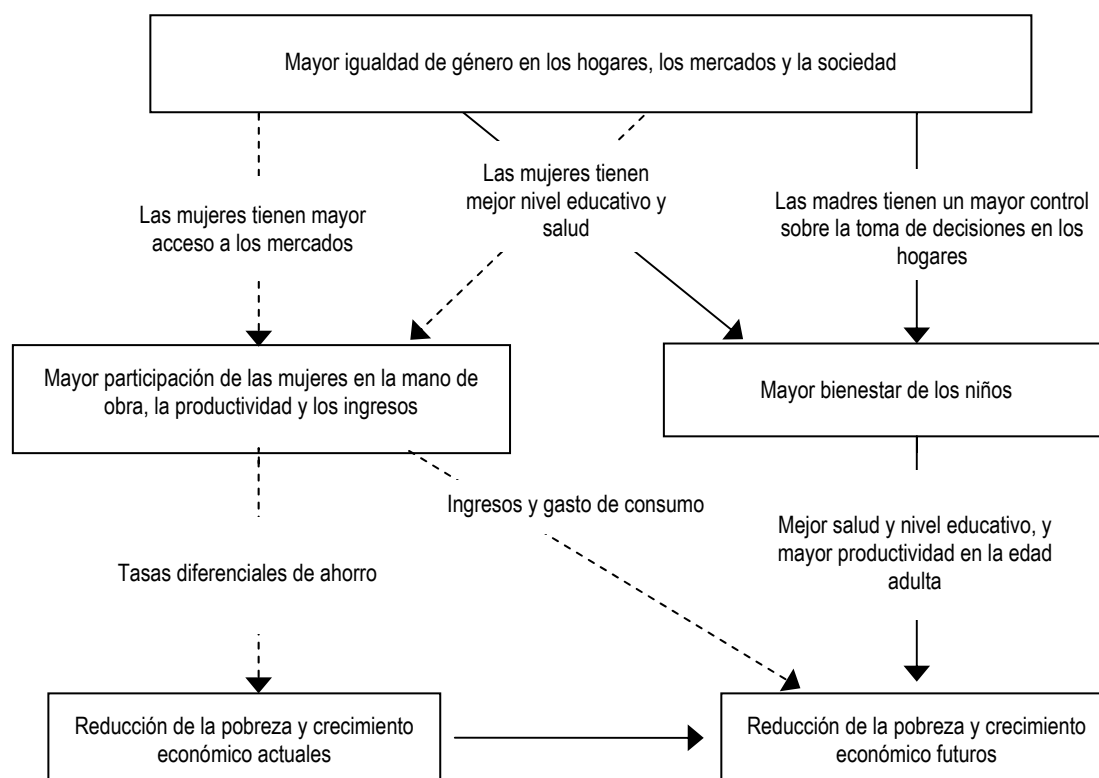 Mayor igualdad de género en los hogares, los mercados y la sociedad
Las mujeres tienen mayor
acceso a los mercados
Las mujeres tienen
mejor nivel educativo y
salud
Las madres tienen un mayor control
sobre la toma de decisiones en los
hogares
Mayor participación de las mujeres en la mano de
obra, la productividad y los ingresos
Mayor bienestar de los niños
Ingresos y gasto de consumo
Tasas diferenciales de ahorro
Mejor salud y nivel educativo, y
mayor productividad en la edad
adulta
Reducción de la pobreza y crecimiento
económico actuales
Reducción de la pobreza y crecimiento
económico futuros